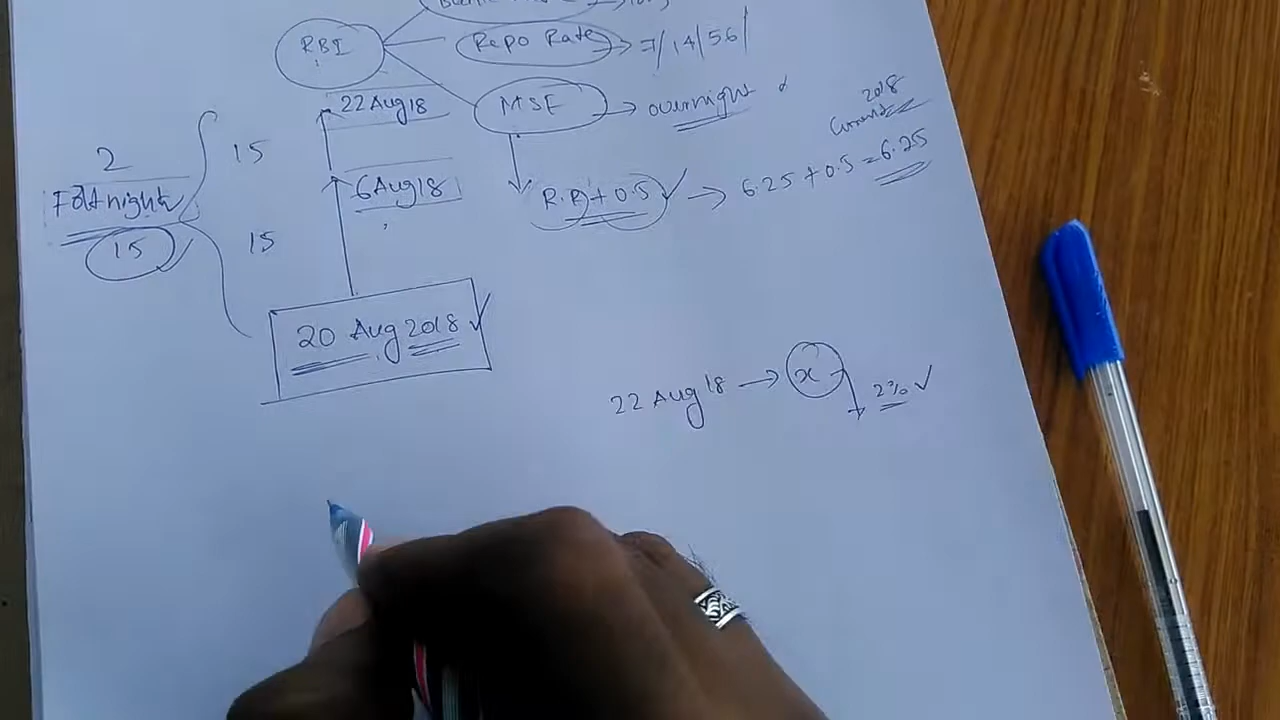 RBI
Repo Rate → 7/14/56/
22 Aug 18
MSF → overnight
2018
Current
2
15
6 Aug 18
R.R + 0.5 ✓ → 6.25 + 0.5 = 6.25
Fortnight
15
15
20 Aug 2018 ✓
22 Aug 18 → x
2% ✓